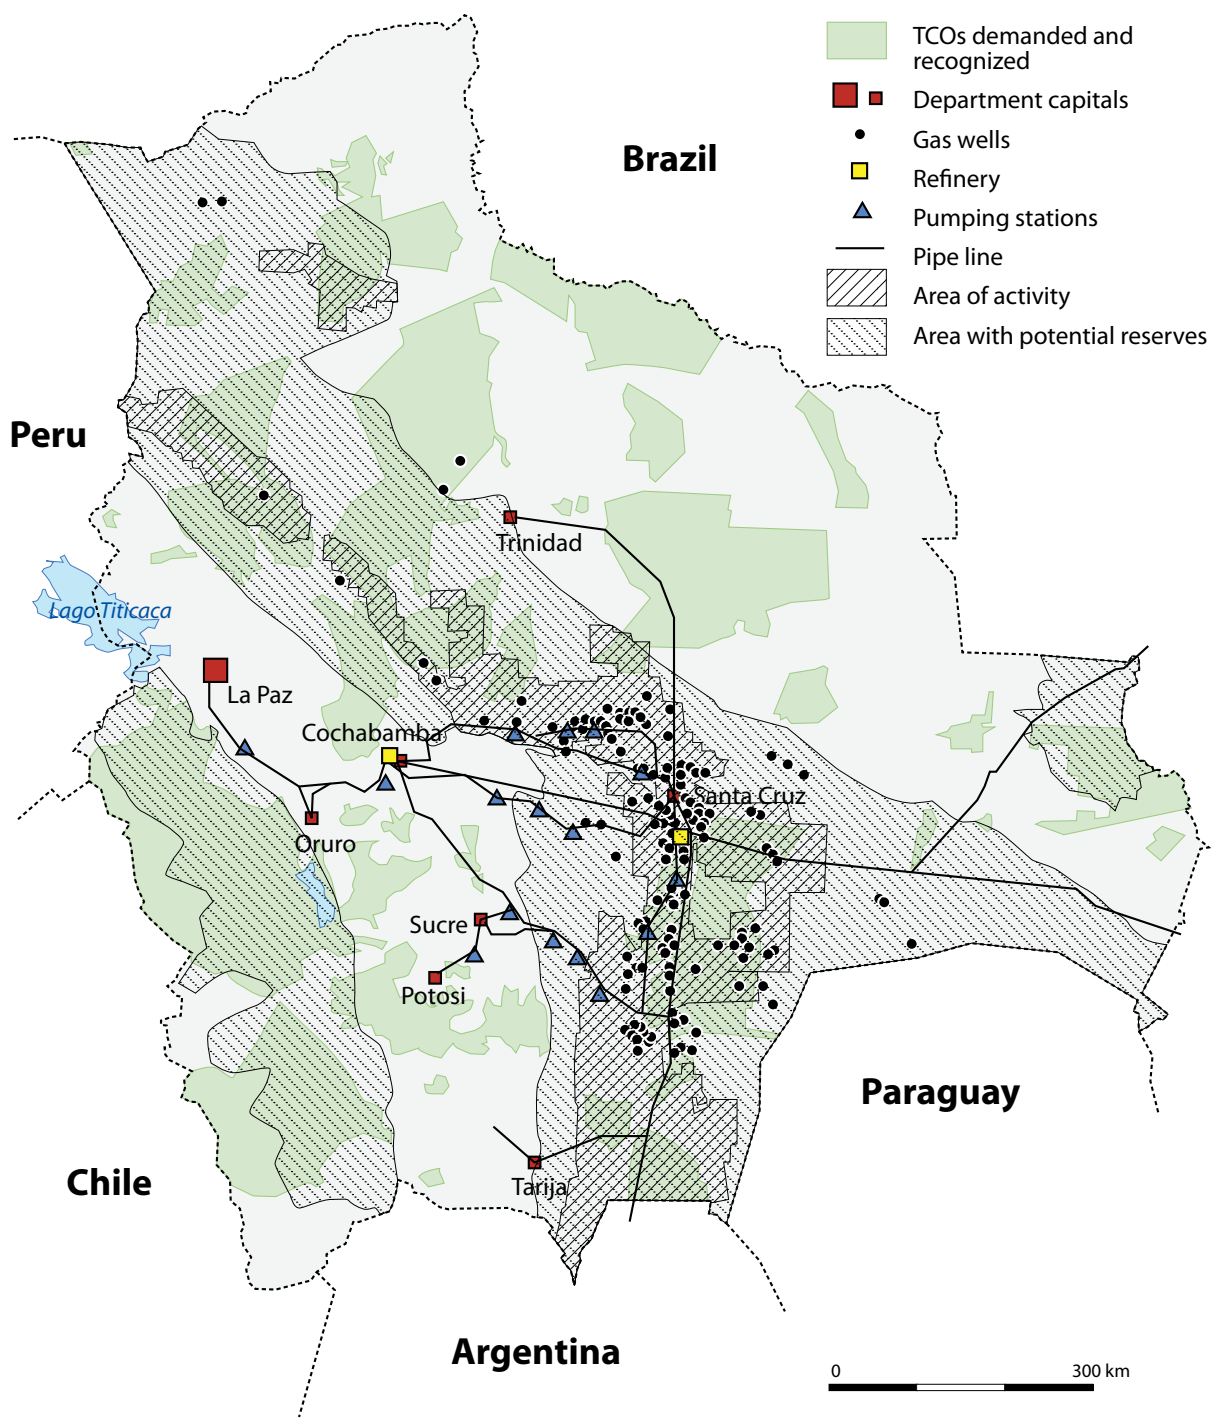 TCOs demanded and
recognized
Department capitals
Gas wells
Refinery
Pumping stations
Pipe line
Area of activity
Area with potential reserves
Brazil
Peru
Trinidad
Lago Titicaca
La Paz
Cochabamba
Santa Cruz
Oruro
Sucre
Potosi
Paraguay
Chile
Tarija
Argentina
0 300 km